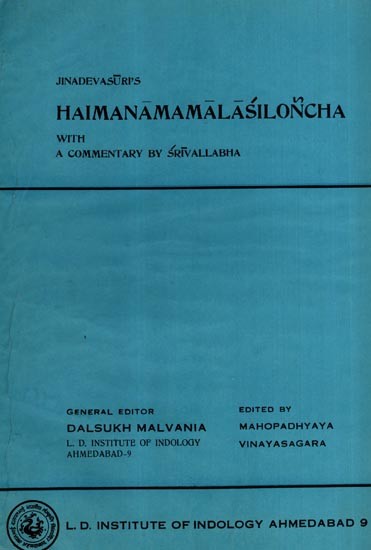 JINADEVASŪRI'S
HAIMANĀMAMĀLĀŚILOÑCHA
WITH
A COMMENTARY BY ŚRĪVALLABHA
GENERAL EDITOR
DALSUKH MALVANIA
L. D. INSTITUTE OF INDOLOGY
AHMEDABAD-9
EDITED BY
MAHOPADHYAYA
VINAYASAGARA
L. D. INSTITUTE OF INDOLOGY AHMEDABAD 9